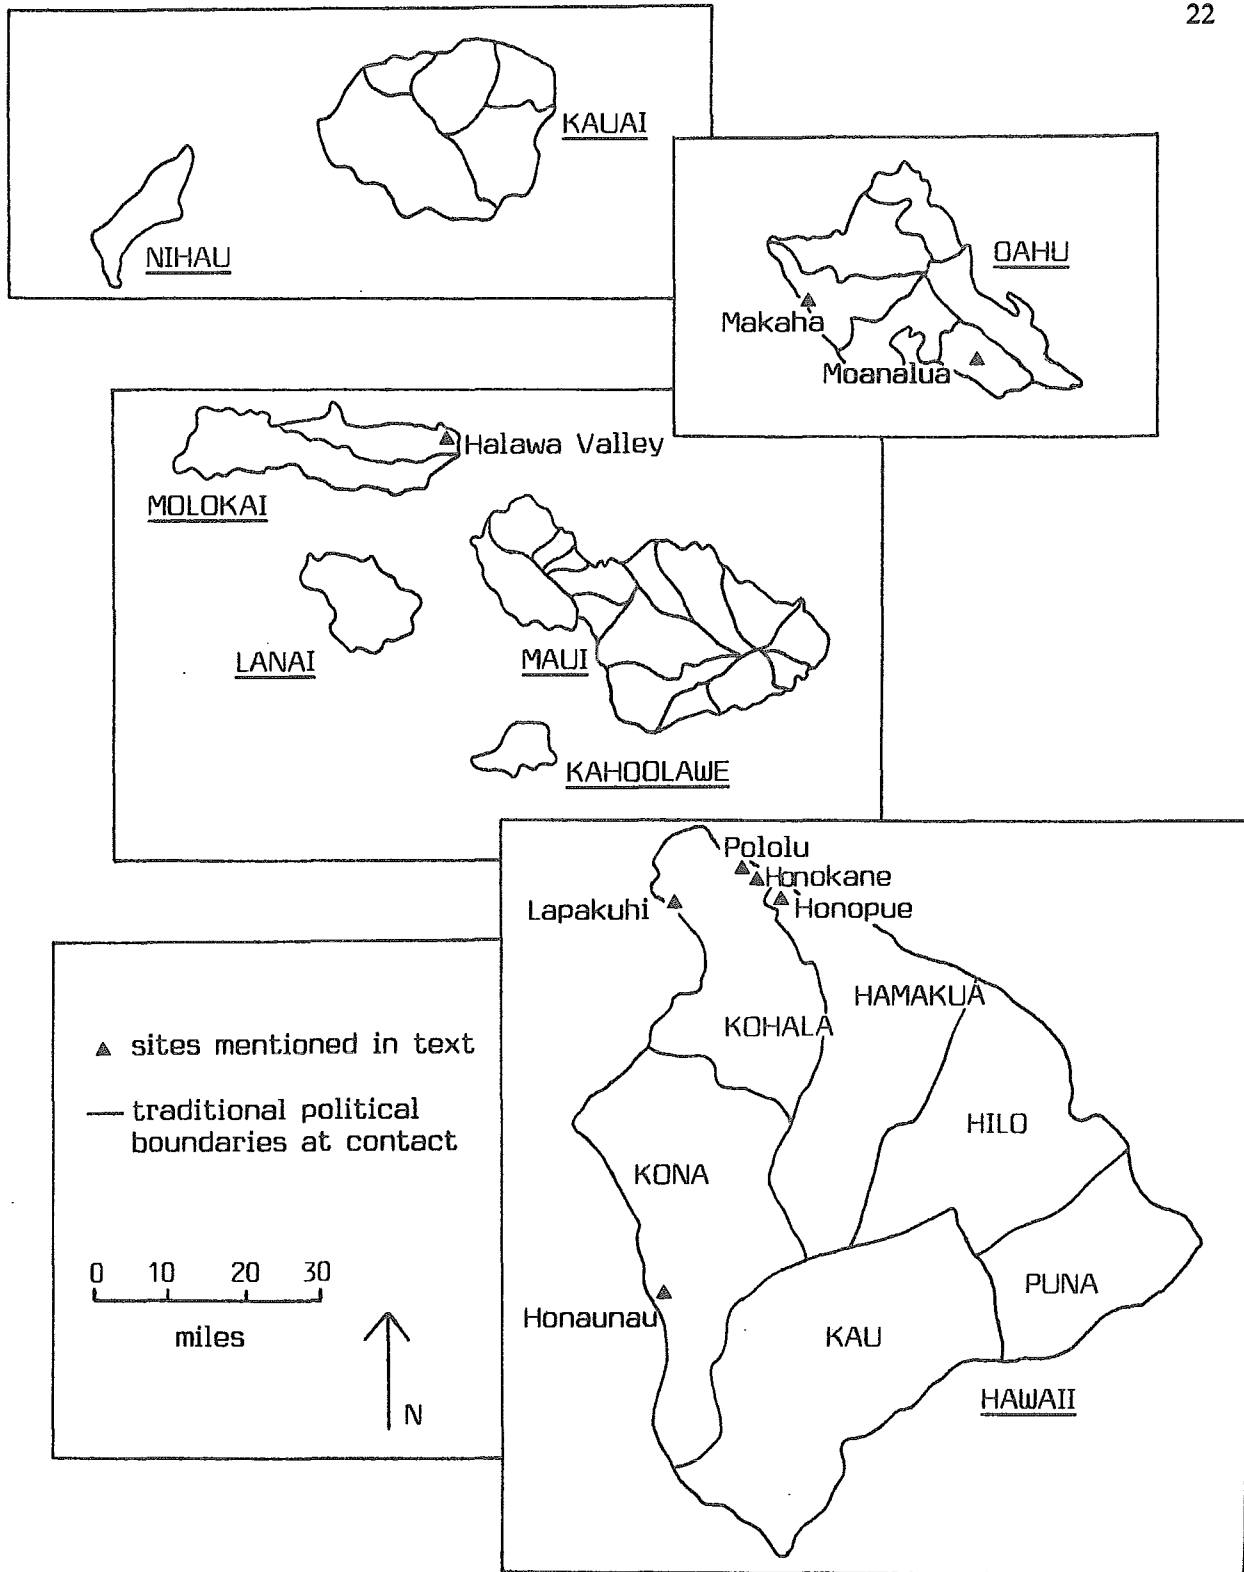 22
KAUAI
NIHAU
OAHU
Makaha
Moanalua
Halawa Valley
MOLOKAI
LANAI
MAUI
KAHOOLAWE
Pololu
Honokane
Lapakuhi
Honopue
HAMAKUA
KOHALA
▲ sites mentioned in text
— traditional political
boundaries at contact
HILO
KONA
0 10 20 30
miles
N
PUNA
Honaunau
KAU
HAWAII